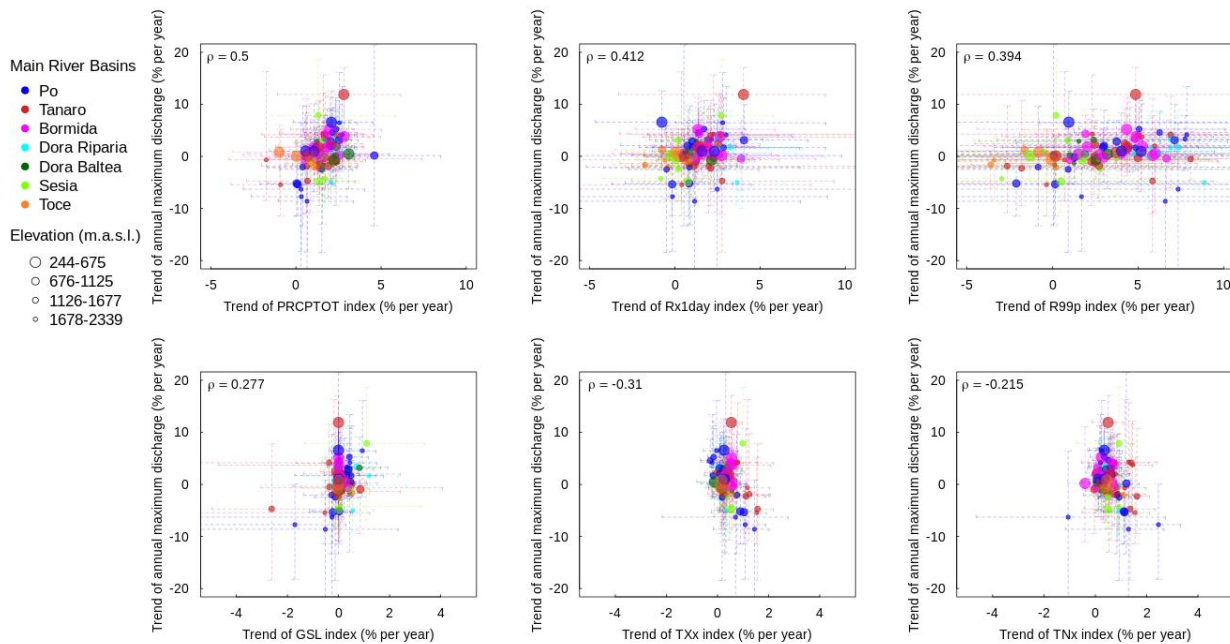 Main River Basins
Po
Tanaro
Bormida
Dora Riparia
Dora Baltea
Sesia
Toce
Elevation (m.a.s.l.)
244-675
676-1125
1126-1677
1678-2339
Trend of annual maximum discharge (% per year)
20
10
0
-10
-20
ρ = 0.5
-5
0
5
10
Trend of PRCPTOT index (% per year)
Trend of annual maximum discharge (% per year)
20
10
0
-10
-20
ρ = 0.412
-5
0
5
10
Trend of Rx1day index (% per year)
Trend of annual maximum discharge (% per year)
20
10
0
-10
-20
ρ = 0.394
-5
0
5
10
Trend of R99p index (% per year)
Trend of annual maximum discharge (% per year)
20
10
0
-10
-20
ρ = 0.277
-4
-2
0
2
4
Trend of GSL index (% per year)
Trend of annual maximum discharge (% per year)
20
10
0
-10
-20
ρ = -0.31
-4
-2
0
2
4
Trend of TXx index (% per year)
Trend of annual maximum discharge (% per year)
20
10
0
-10
-20
ρ = -0.215
-4
-2
0
2
4
Trend of TNx index (% per year)